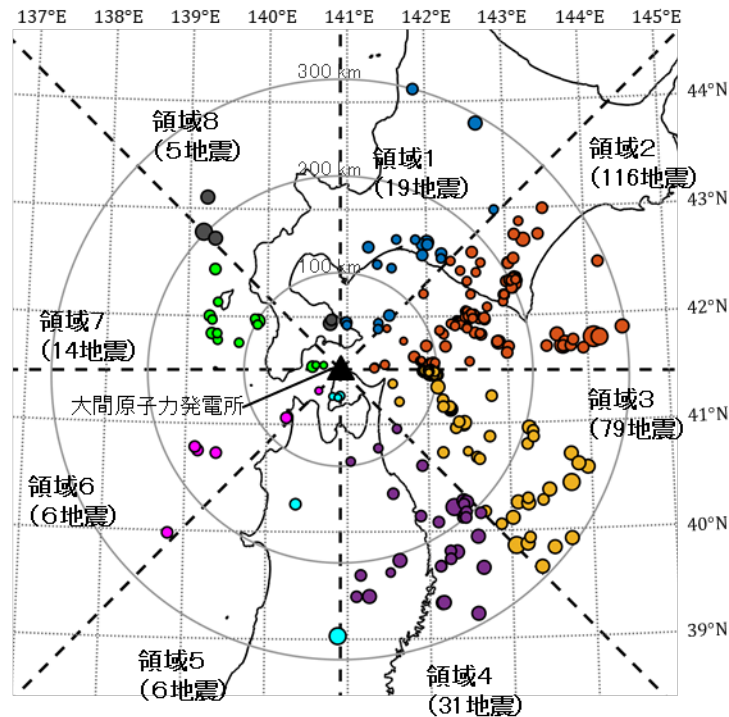 137°E 138°E 139°E 140°E 141°E 142°E 143°E 144°E 145°E
300 km
44°N
領域8
(5地震)
領域1
(19地震)
領域2
(116地震)
200 km
43°N
100 km
42°N
領域7
(14地震)
大間原子力発電所
領域3
(79地震)
41°N
領域6
(6地震)
40°N
39°N
領域5
(6地震)
領域4
(31地震)